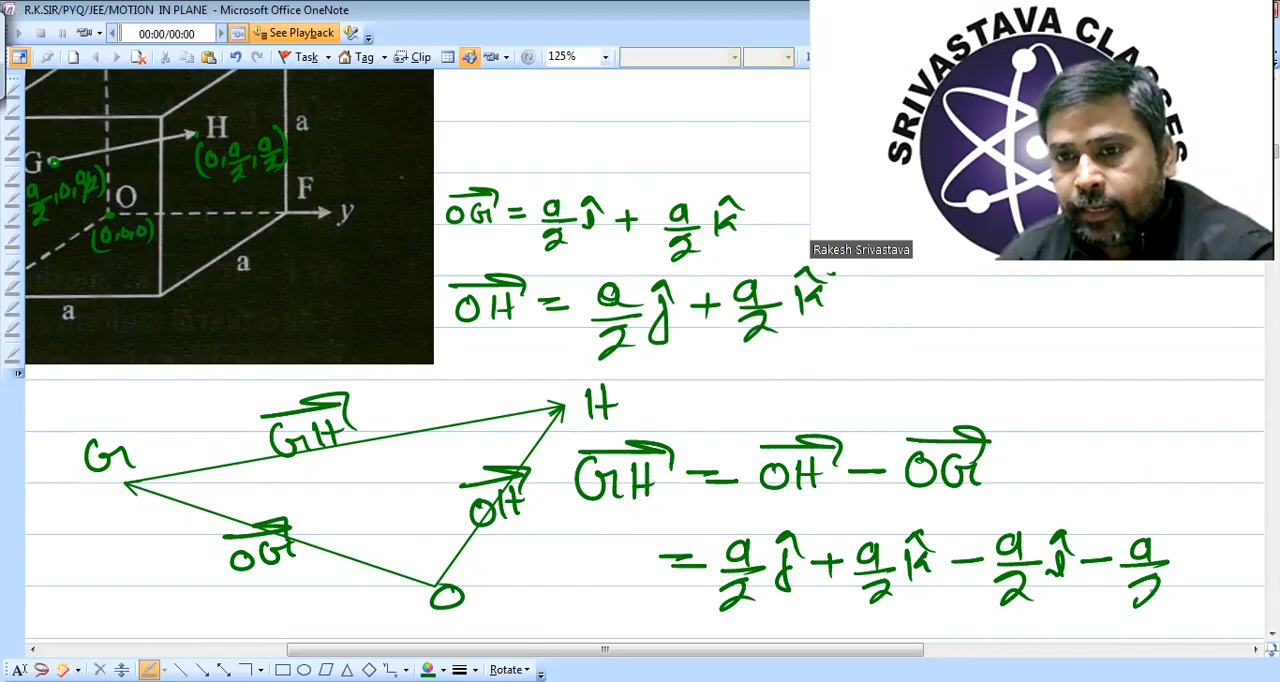 R.K.SIR/PYQ/JEE/MOTION IN PLANE - Microsoft Office OneNote
00:00/00:00 See Playback
Task Tag Clip 125%
SRIVASTAVA CLASSES
Rakesh Srivastava
H
a
(0, a/2, a/2)
G
a/2, 0, a/2)
O
(0,0,0)
F
y
a
a
OG⃗ = a/2 î + a/2 k̂
OH⃗ = a/2 ĵ + a/2 k̂
G
GH⃗
H
OG⃗
OH⃗
O
GH⃗ = OH⃗ - OG⃗
= a/2 ĵ + a/2 k̂ - a/2 î - a/2
Rotate